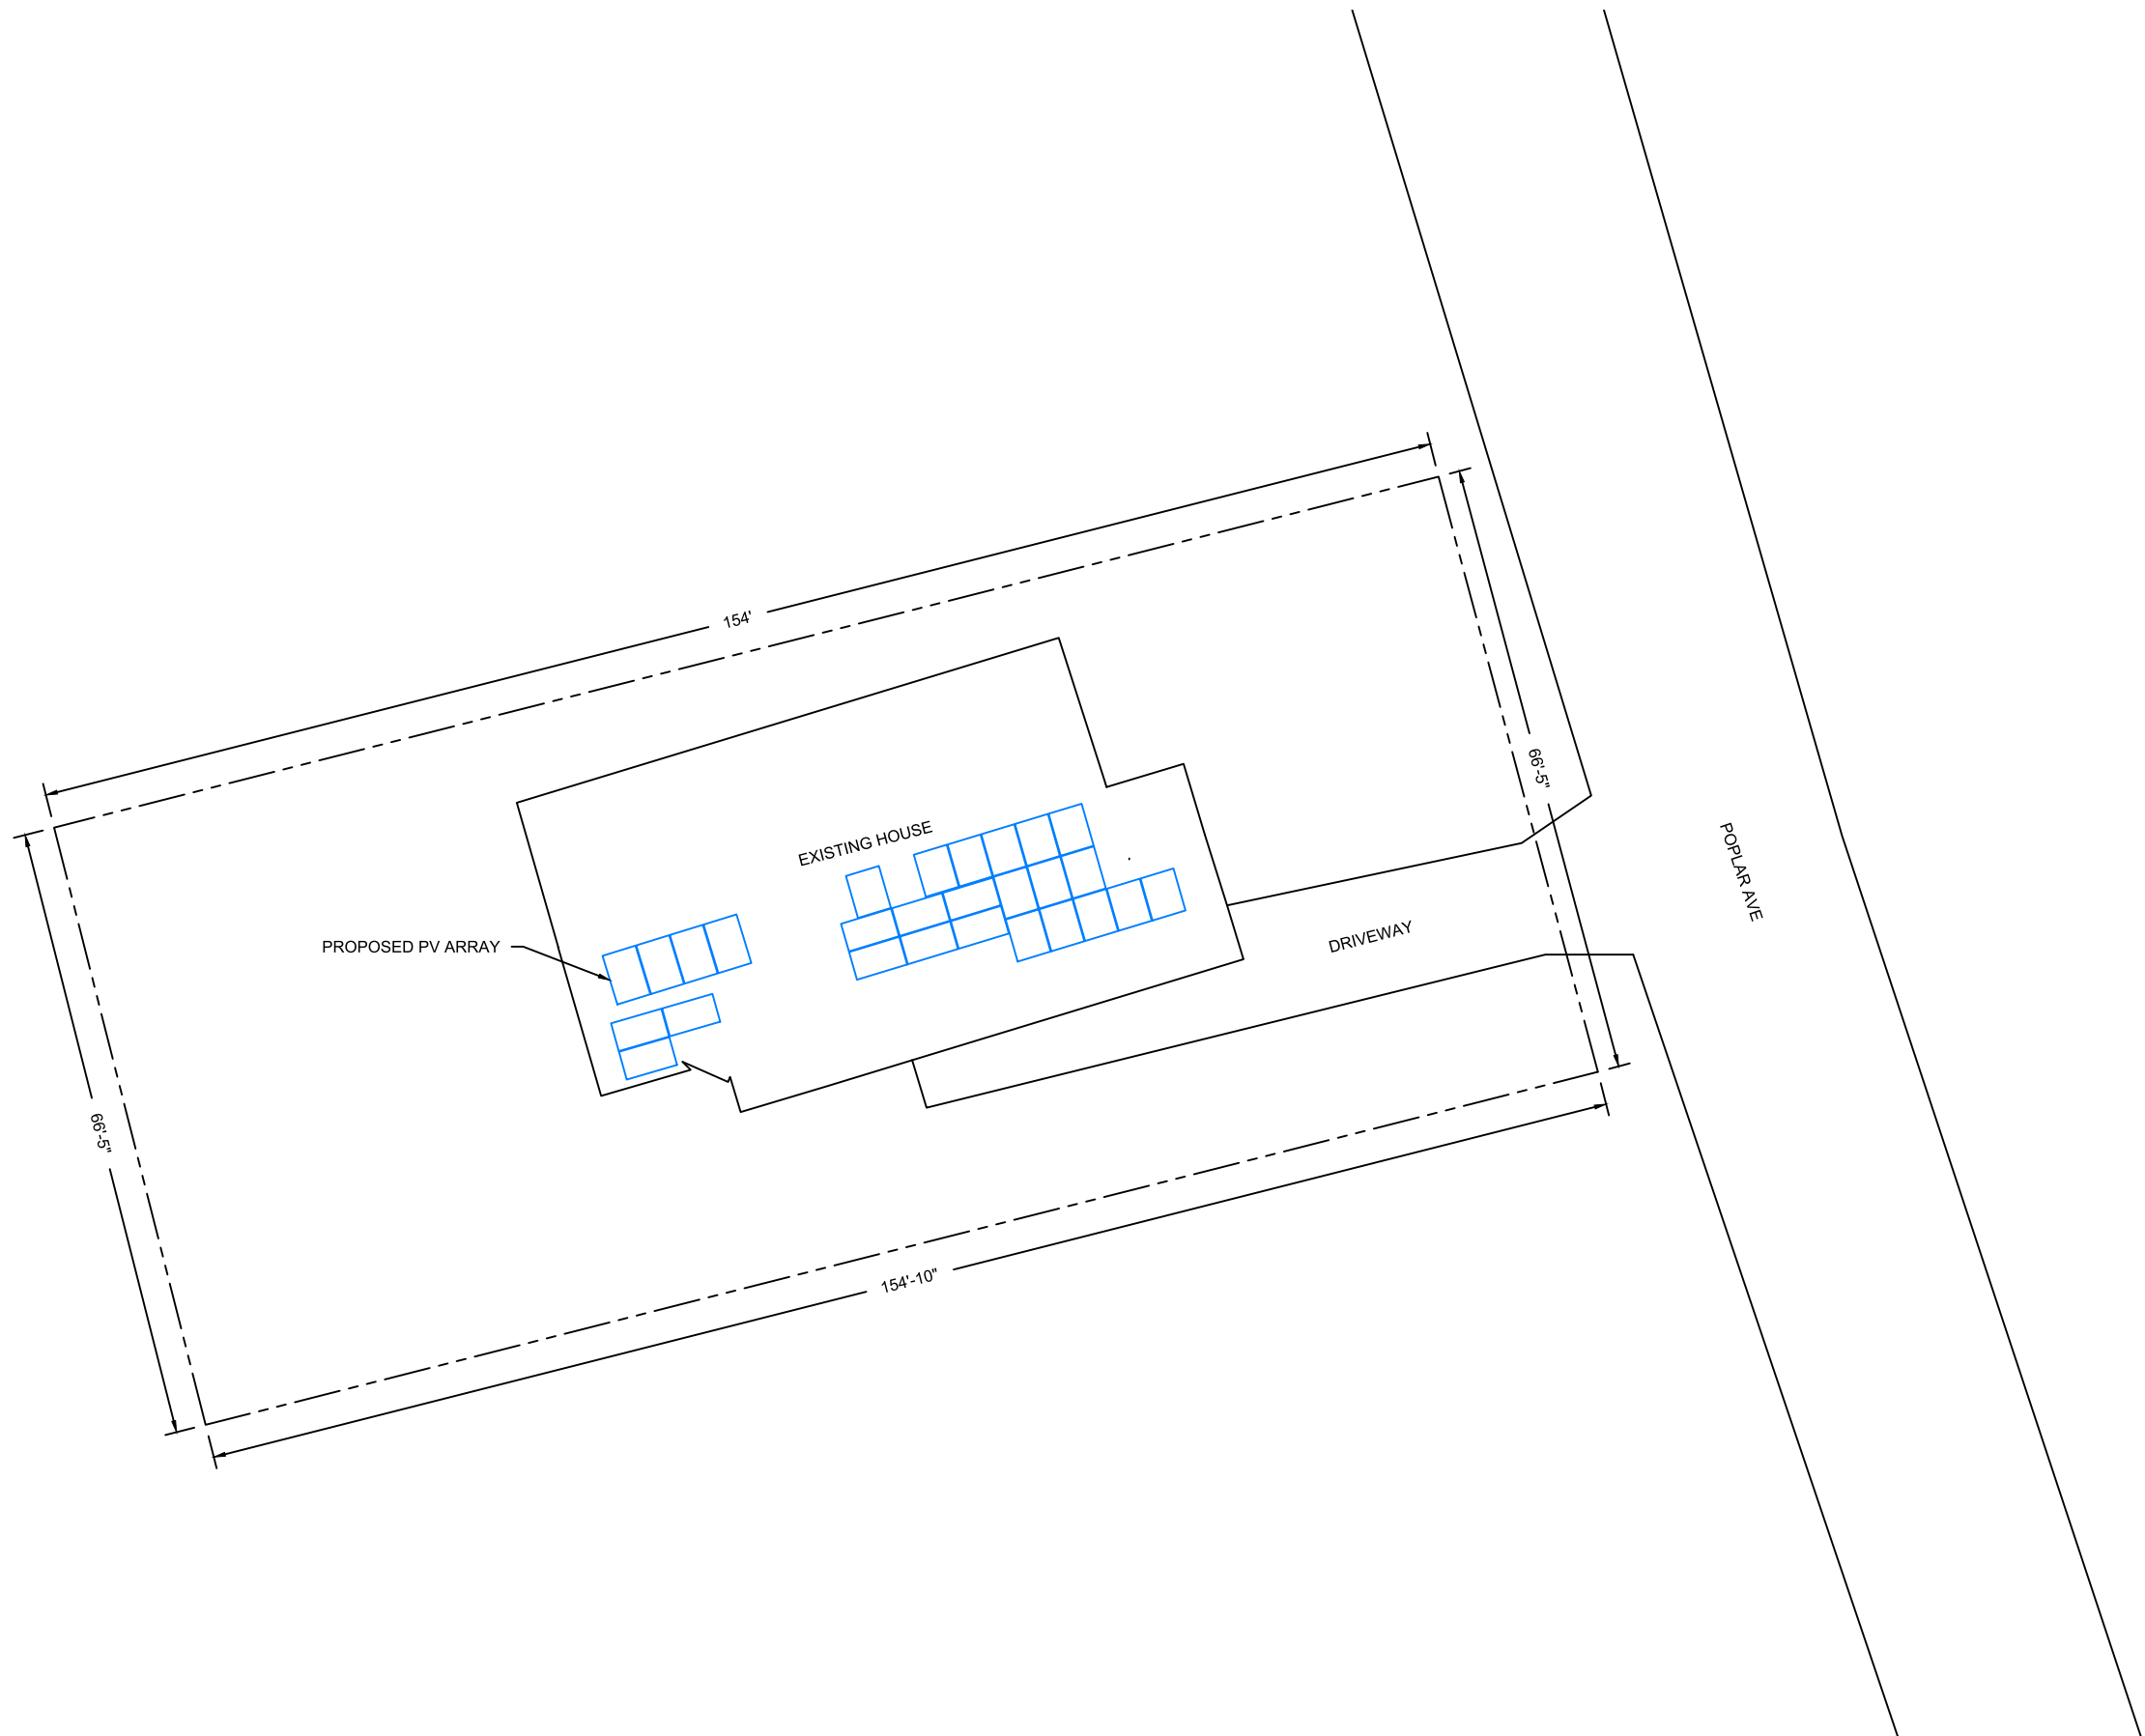 154'
66'-5"
EXISTING HOUSE
POPLAR AVE
PROPOSED PV ARRAY
DRIVEWAY
66'-5"
154'-10"